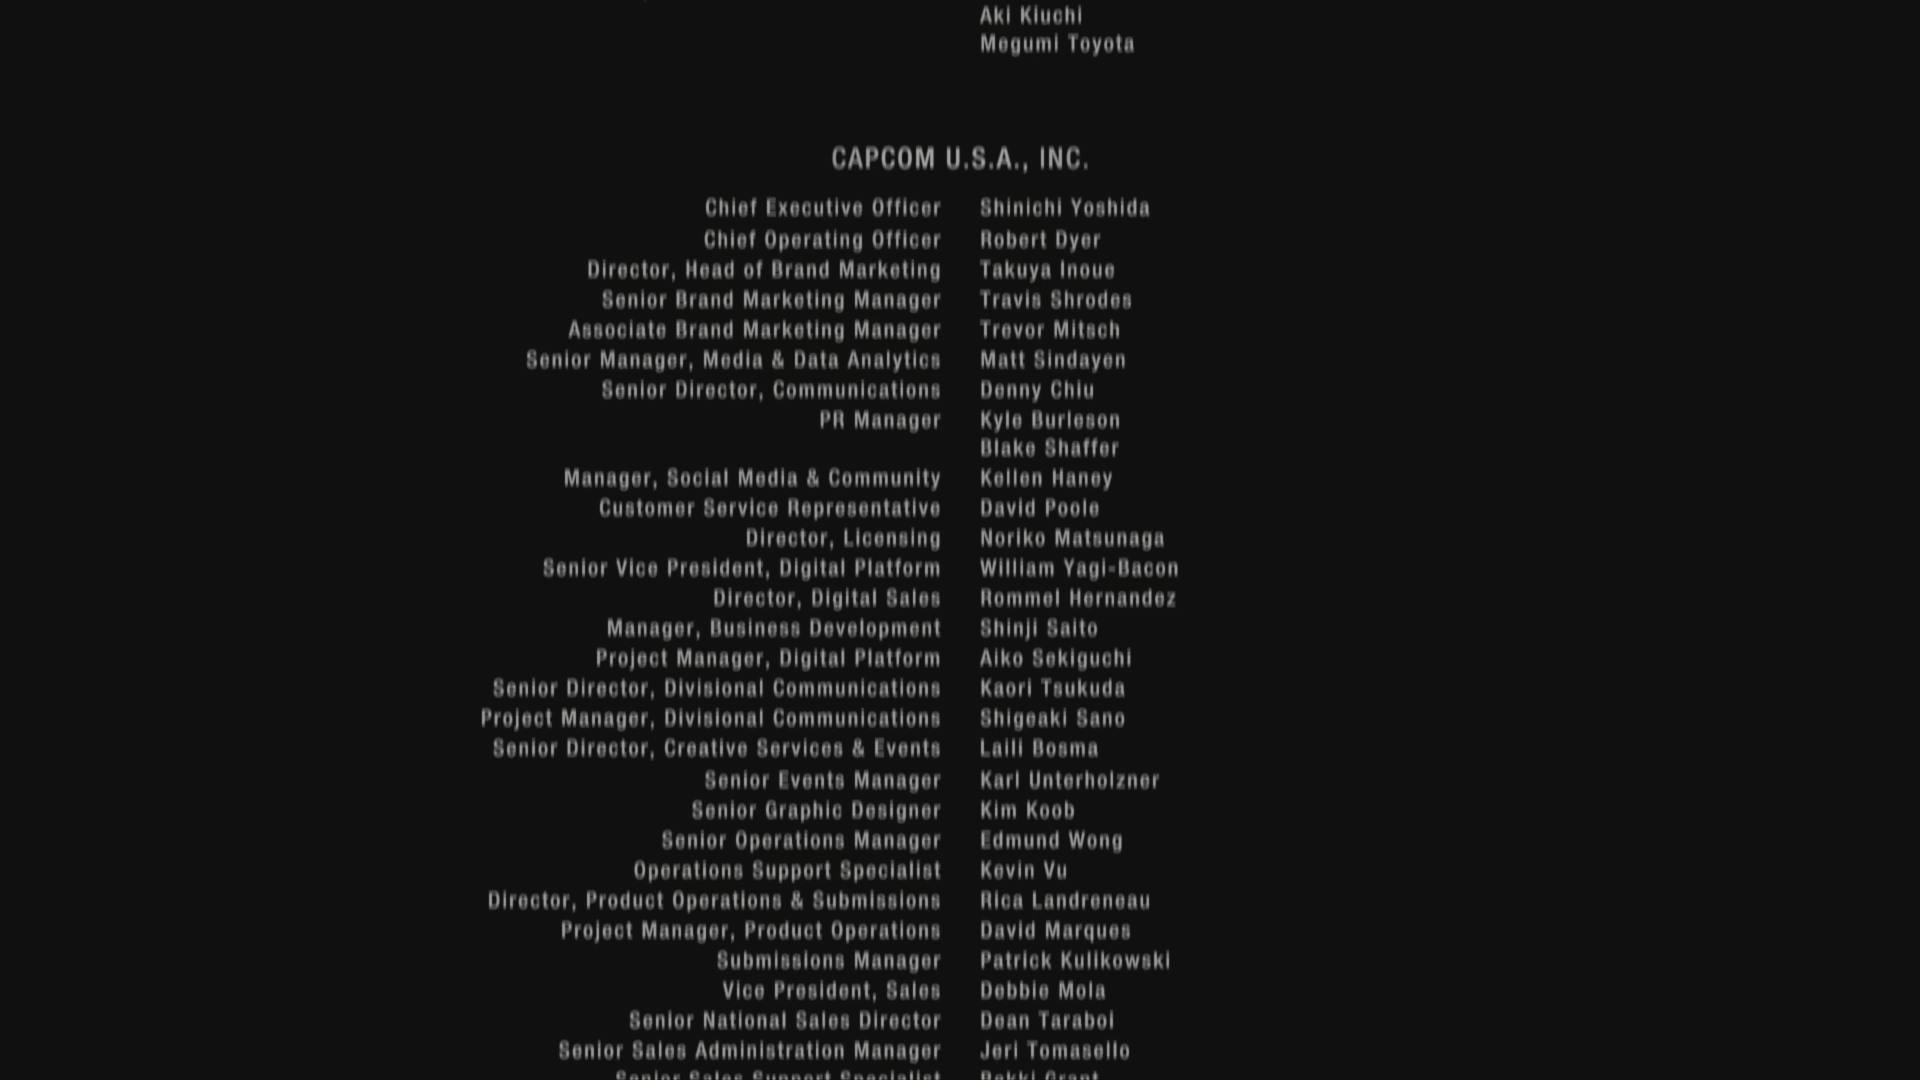 Aki Kiuchi
Megumi Toyota
CAPCOM U.S.A., INC.
Chief Executive Officer Shinichi Yoshida
Chief Operating Officer Robert Dyer
Director, Head of Brand Marketing Takuya Inoue
Senior Brand Marketing Manager Travis Shrodes
Associate Brand Marketing Manager Trevor Mitsch
Senior Manager, Media & Data Analytics Matt Sindayen
Senior Director, Communications Denny Chiu
PR Manager Kyle Burleson
Blake Shaffer
Manager, Social Media & Community Kellen Haney
Customer Service Representative David Poole
Director, Licensing Noriko Matsunaga
Senior Vice President, Digital Platform William Yagi-Bacon
Director, Digital Sales Rommel Hernandez
Manager, Business Development Shinji Saito
Project Manager, Digital Platform Aiko Sekiguchi
Senior Director, Divisional Communications Kaori Tsukuda
Project Manager, Divisional Communications Shigeaki Sano
Senior Director, Creative Services & Events Laili Bosma
Senior Events Manager Karl Unterholzner
Senior Graphic Designer Kim Koob
Senior Operations Manager Edmund Wong
Operations Support Specialist Kevin Vu
Director, Product Operations & Submissions Rica Landreneau
Project Manager, Product Operations David Marques
Submissions Manager Patrick Kulikowski
Vice President, Sales Debbie Mola
Senior National Sales Director Dean Taraboi
Senior Sales Administration Manager Jeri Tomasello
Senior Sales Support Specialist Bekki Grant